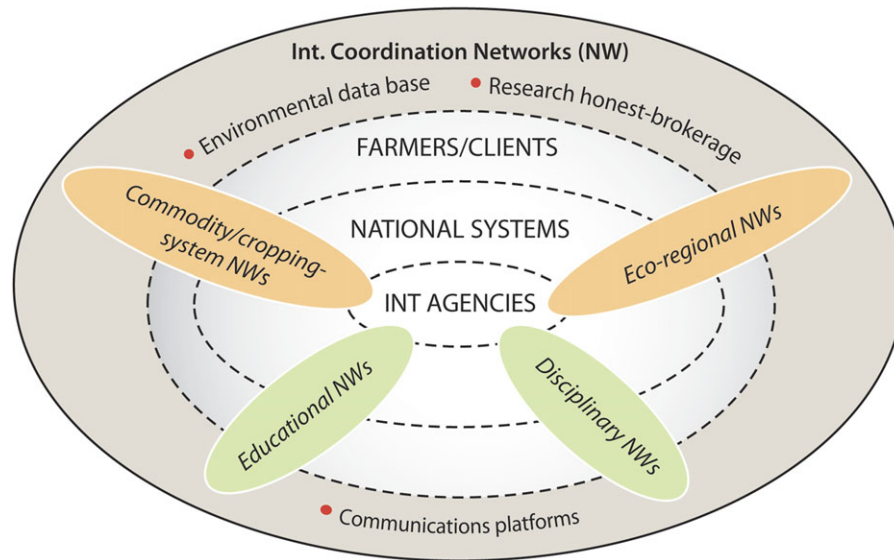 Int. Coordination Networks (NW)
Environmental data base
Research honest-brokerage
FARMERS/CLIENTS
Commodity/cropping-
system NWs
NATIONAL SYSTEMS
Eco-regional NWs
INT AGENCIES
Educational NWs
Disciplinary NWs
Communications platforms